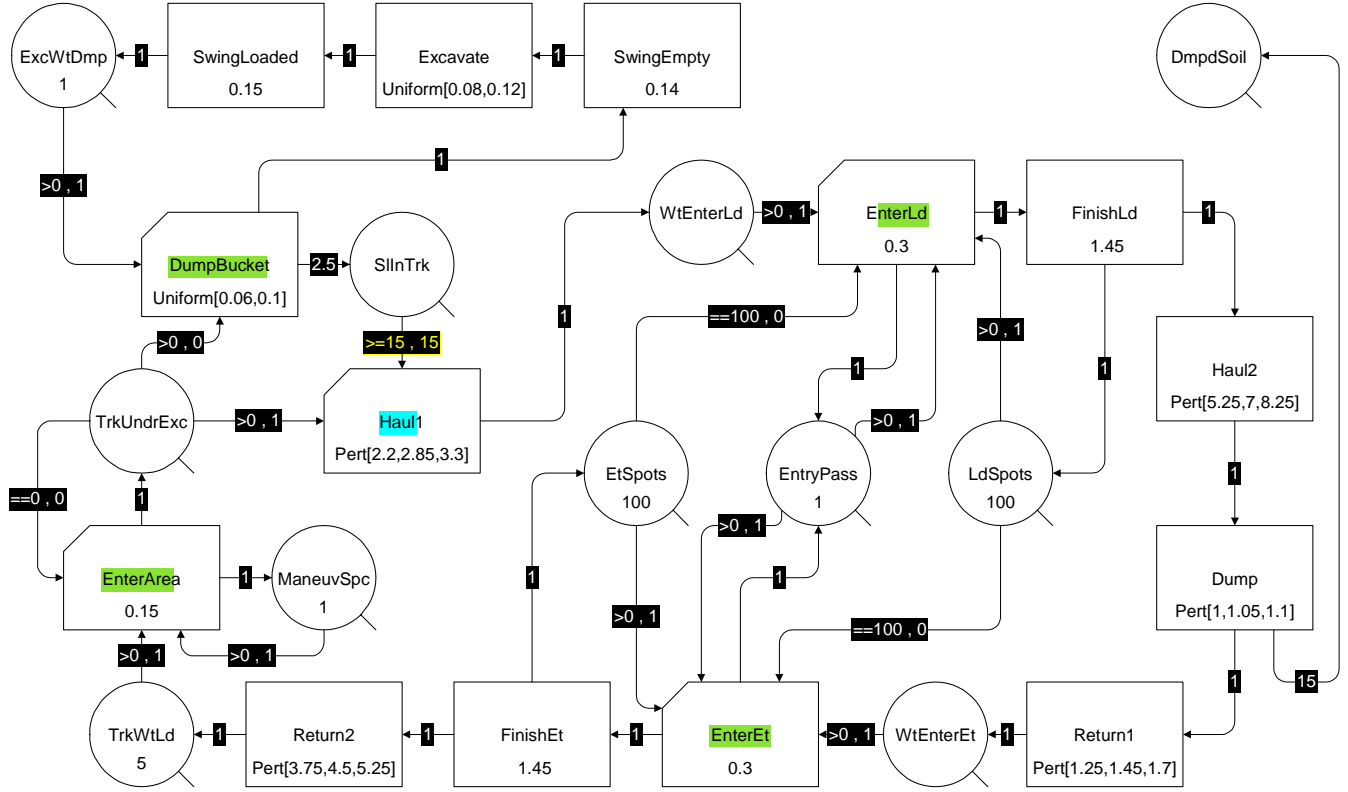 ExcWtDmp
1
1
SwingLoaded
0.15
1
Excavate
Uniform[0.08,0.12]
1
SwingEmpty
0.14
DmpdSoil
>0 , 1
1
DumpBucket
Uniform[0.06,0.1]
2.5
SlInTrk
WtEnterLd
>0 , 1
EnterLd
0.3
1
FinishLd
1.45
1
>0 , 0
>=15 , 15
1
==100 , 0
>0 , 1
1
1
Haul2
Pert[5.25,7,8.25]
TrkUndrExc
>0 , 1
Haul1
Pert[2.2,2.85,3.3]
>0 , 1
EtSpots
100
EntryPass
1
LdSpots
100
1
==0 , 0
1
>0 , 1
EnterArea
0.15
1
ManeuvSpc
1
1
1
>0 , 1
==100 , 0
Dump
Pert[1,1.05,1.1]
>0 , 1
>0 , 1
1
15
TrkWtLd
5
1
Return2
Pert[3.75,4.5,5.25]
1
FinishEt
1.45
1
EnterEt
0.3
>0 , 1
WtEnterEt
1
Return1
Pert[1.25,1.45,1.7]